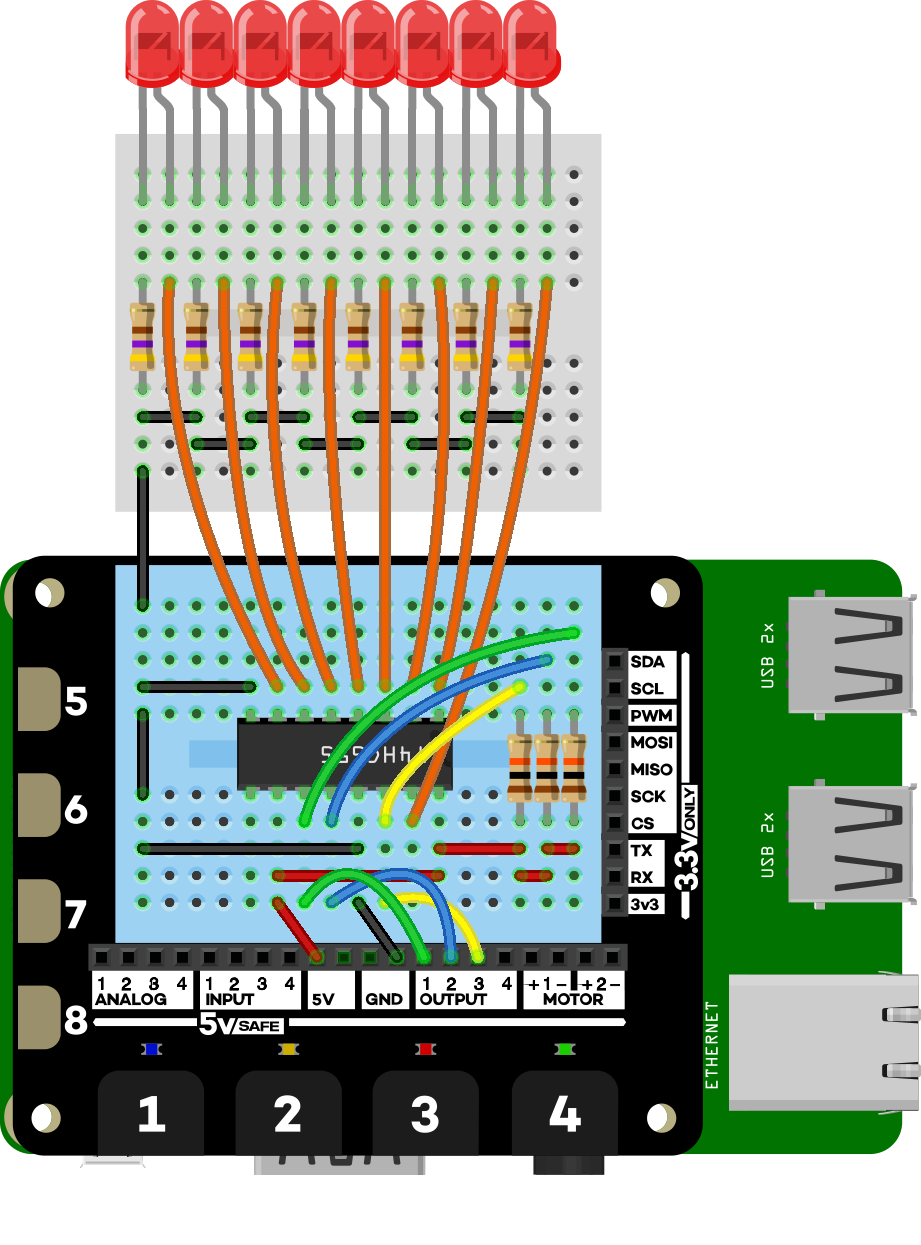 USB 2x
5
SDA
SCL
PWM
MOSI
MISO
SCK
CS
TX
RX
3v3
3.3v/ONLY
6
USB 2x
7
1 2 3 4 1 2 3 4 1 2 3 4 +1- +2-
ANALOG INPUT 5V GND OUTPUT MOTOR
8
5V/SAFE
ETHERNET
1 2 3 4